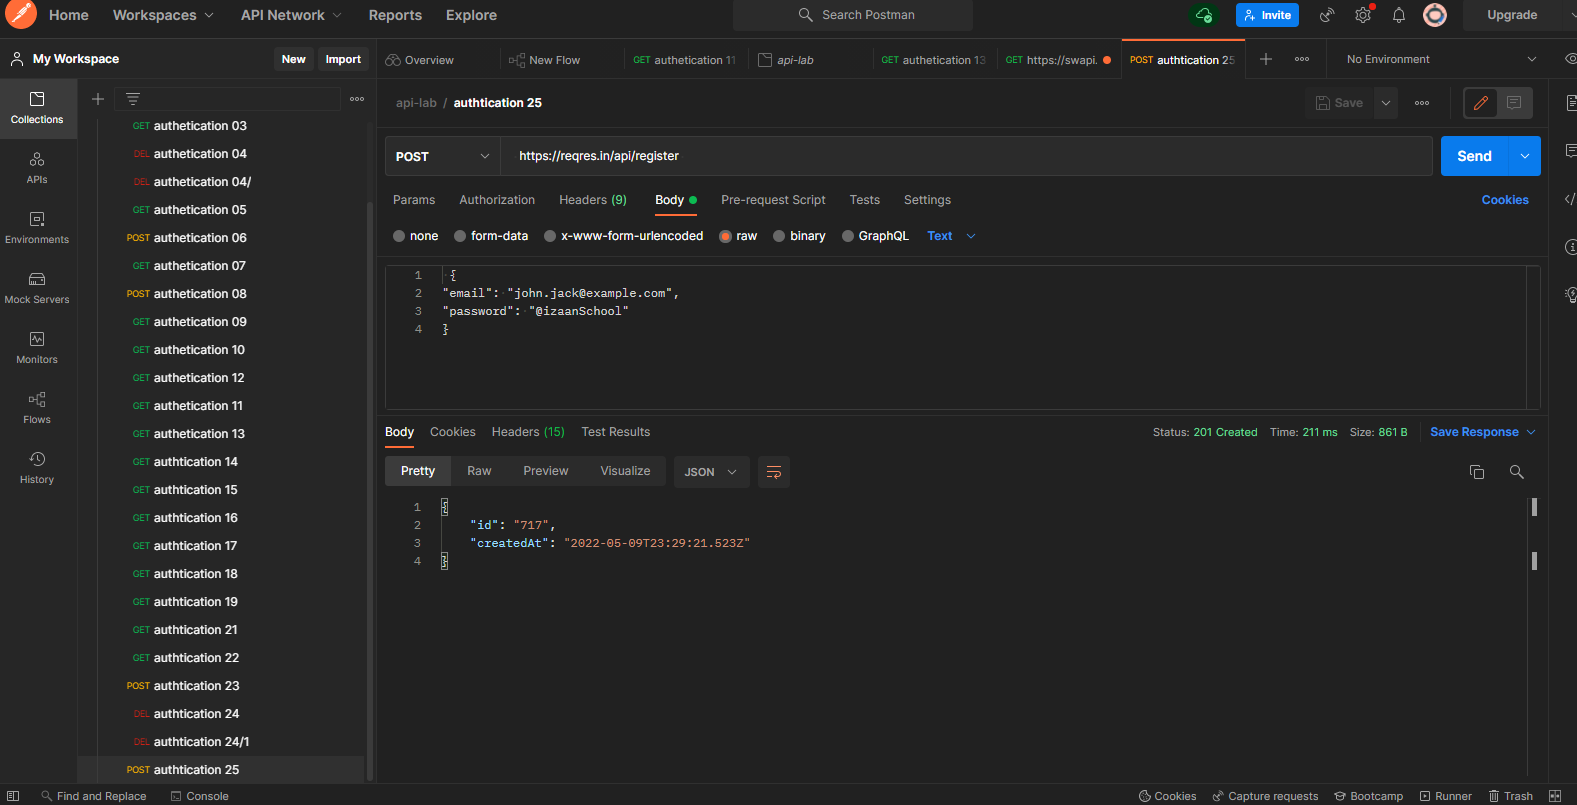 Home Workspaces API Network Reports Explore Search Postman Invite Upgrade
My Workspace New Import Overview New Flow GET authetication 11 api-lab GET authetication 13 GET https://swapi. POST authtication 25 No Environment
Collections
APIs
Environments
Mock Servers
Monitors
Flows
History
GET authetication 03
DEL authetication 04
DEL authetication 04/
GET authetication 05
POST authetication 06
GET authetication 07
POST authetication 08
GET authetication 09
GET authetication 10
GET authetication 12
GET authetication 11
GET authetication 13
GET authtication 14
GET authtication 15
GET authtication 16
GET authtication 17
GET authtication 18
GET authtication 19
GET authtication 21
GET authtication 22
POST authtication 23
DEL authtication 24
DEL authtication 24/1
POST authtication 25
api-lab / authtication 25 Save
POST https://reqres.in/api/register Send
Params Authorization Headers (9) Body Pre-request Script Tests Settings Cookies
none form-data x-www-form-urlencoded raw binary GraphQL Text
1 {
2 "email": "john.jack@example.com",
3 "password": "@izaanSchool"
4 }
Body Cookies Headers (15) Test Results Status: 201 Created Time: 211 ms Size: 861 B Save Response
Pretty Raw Preview Visualize JSON
1 {
2 "id": "717",
3 "createdAt": "2022-05-09T23:29:21.523Z"
4 }
Find and Replace Console Cookies Capture requests Bootcamp Runner Trash